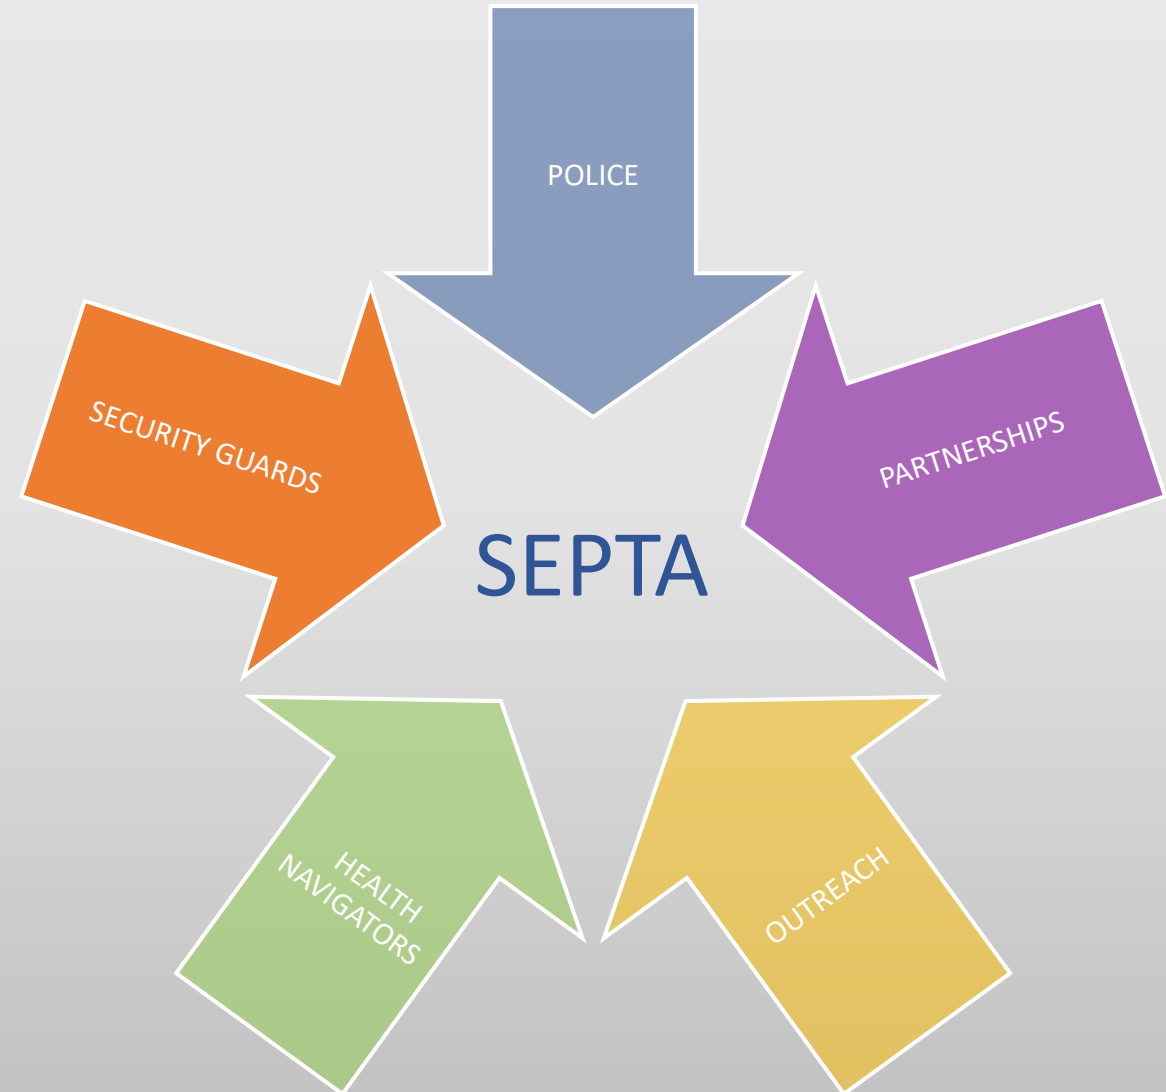 POLICE
SECURITY GUARDS
PARTNERSHIPS
SEPTA
HEALTH
NAVIGATORS
OUTREACH